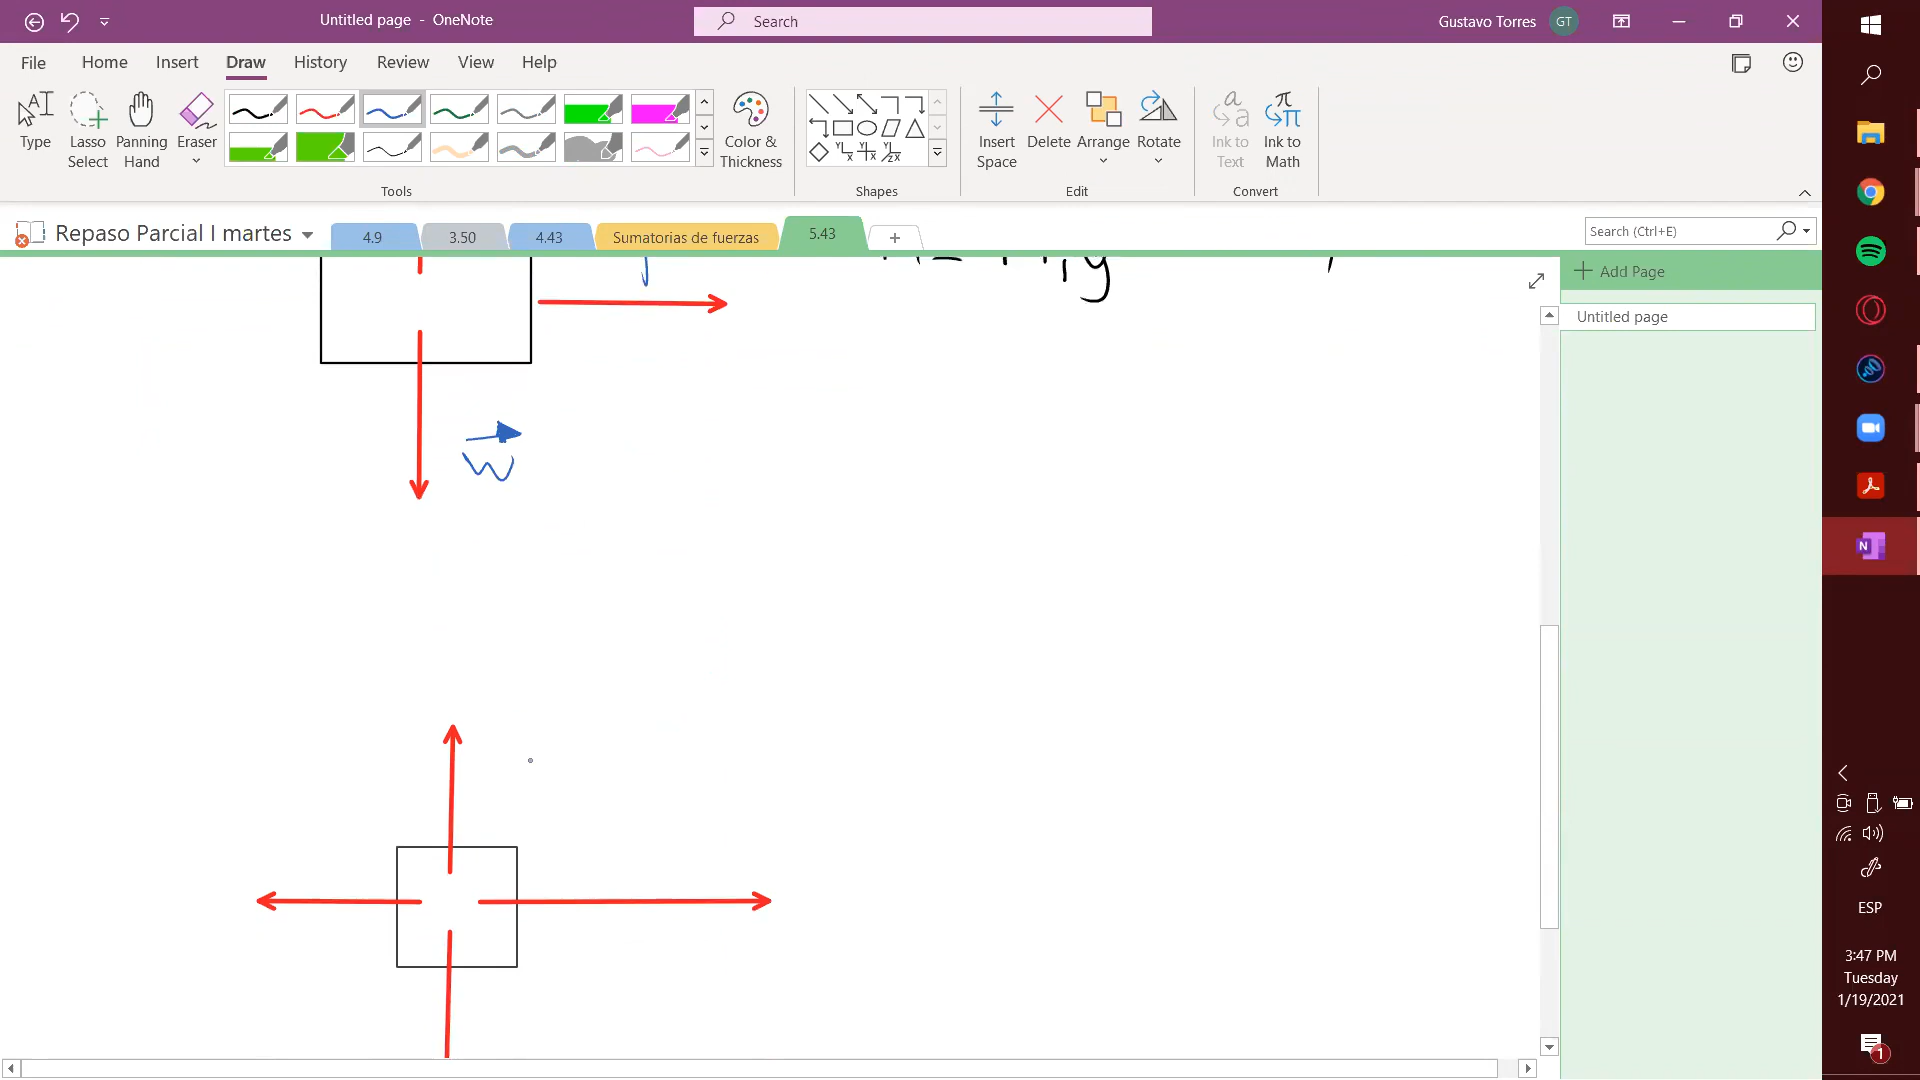 Untitled page - OneNote
Search
Gustavo Torres
GT
File
Home
Insert
Draw
History
Review
View
Help
Type
Lasso Select
Panning Hand
Eraser
Color & Thickness
Insert Space
Delete
Arrange
Rotate
Ink to Text
Ink to Math
Tools
Shapes
Edit
Convert
Repaso Parcial I martes
4.9
3.50
4.43
Sumatorias de fuerzas
5.43
Search (Ctrl+E)
Add Page
Untitled page
w
ESP
3:47 PM
Tuesday
1/19/2021
1